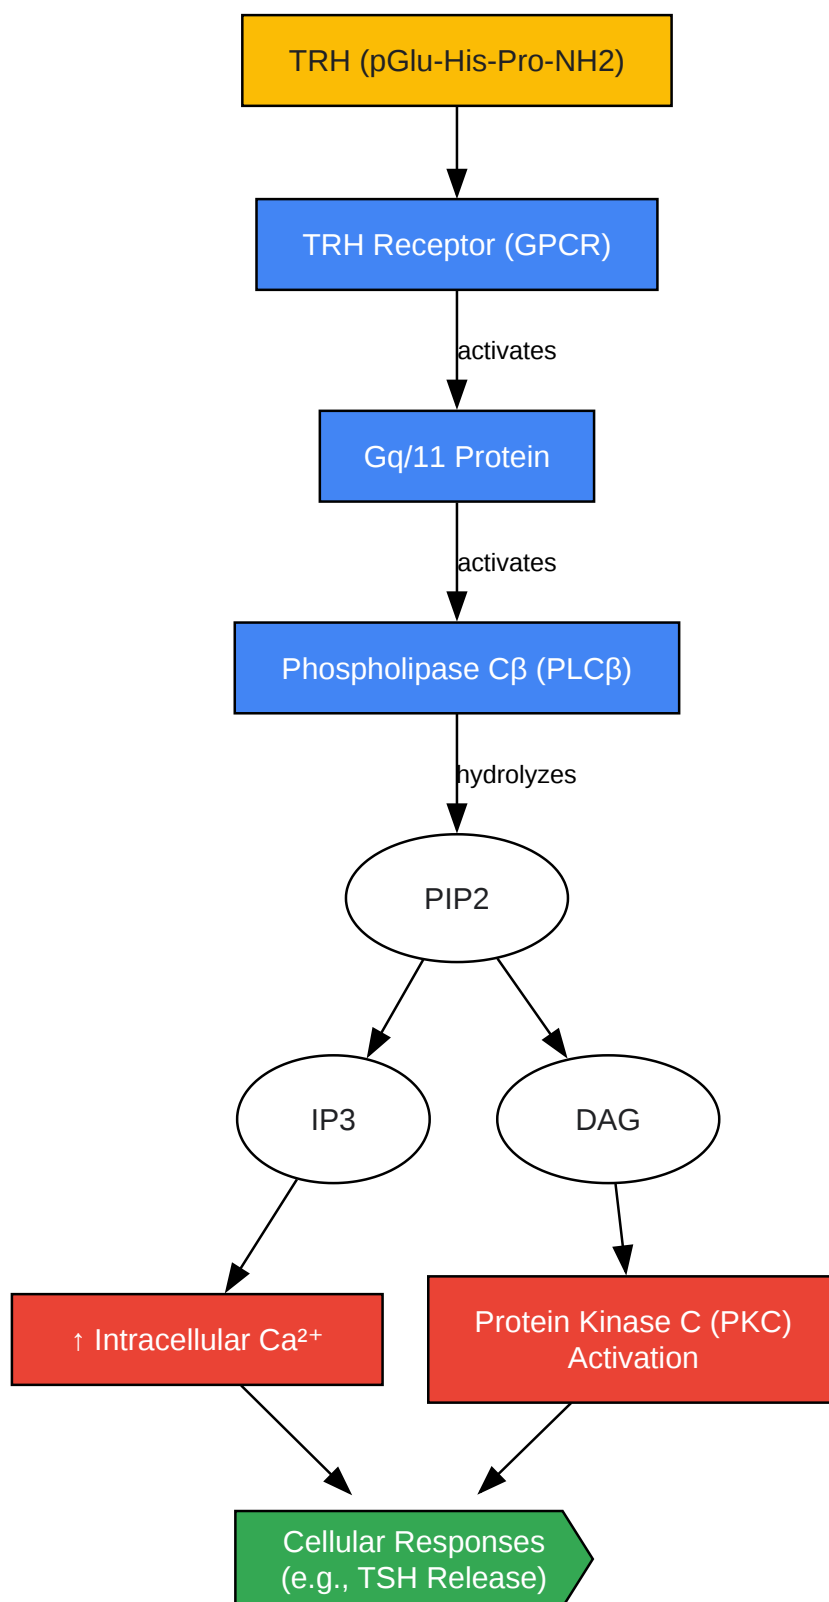 TRH (pGlu-His-Pro-NH2)
TRH Receptor (GPCR)
activates
Gq/11 Protein
activates
Phospholipase Cβ (PLCβ)
hydrolyzes
PIP2
IP3
DAG
↑ Intracellular Ca²⁺
Protein Kinase C (PKC)
Activation
Cellular Responses
(e.g., TSH Release)